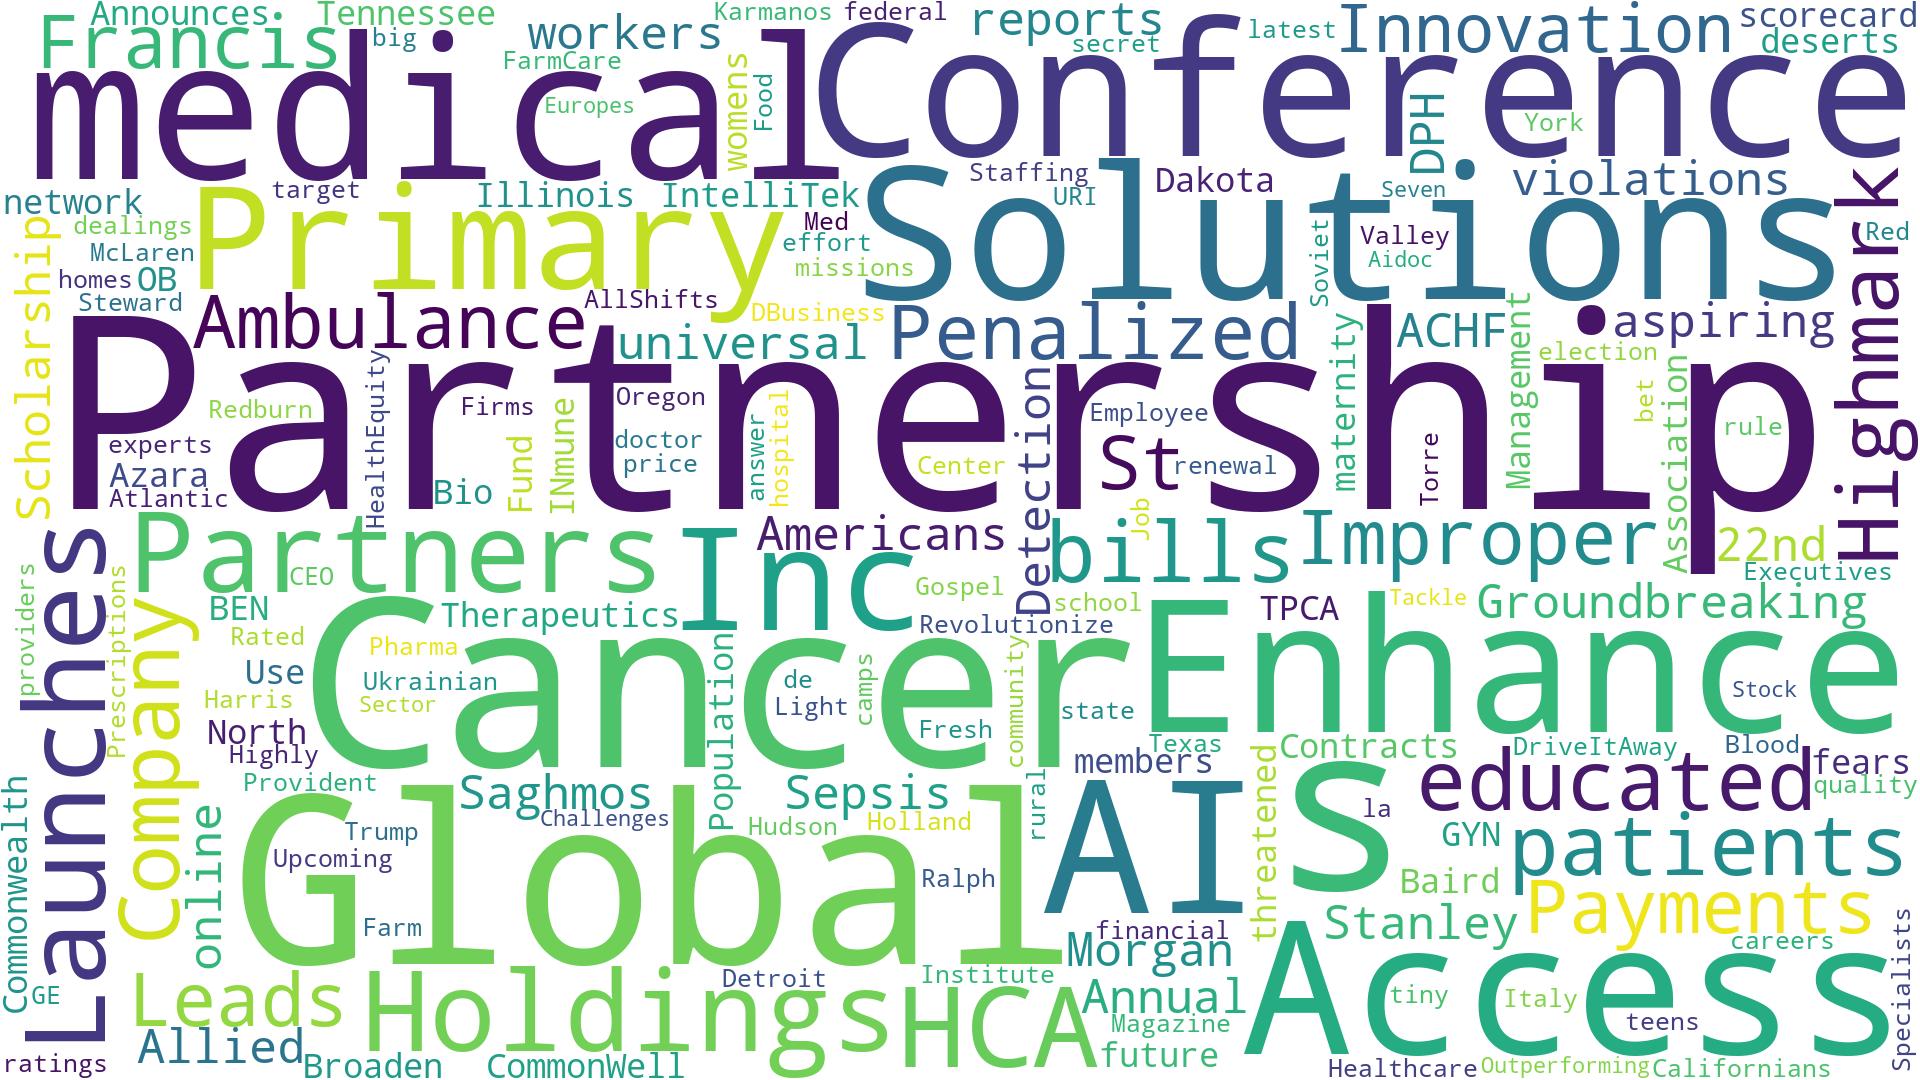 Announces
Tennessee
Karmanos
federal
reports
latest
Innovation
scorecard
Francis
big
workers
secret
deserts
FarmCare
medical
Conference
Europes
womens
Food
DPH
York
network
target
Illinois
IntelliTek
Staffing
URI
Dakota
Seven
violations
dealings
Primary
Med
Solutions
Highmark
McLaren
effort
Soviet
Valley
Red
homes
OB
missions
Aidoc
Scholarship
Steward
AllShifts
DBusiness
Ambulance
universal
Penalized
maternity
ACHF
Management
aspiring
Partnership
election
Redburn
HealthEquity
Firms
Oregon
Detection
Employee
bet
Association
rule
experts
Fund
INmune
doctor
answer
hospital
St
Torre
Azara
price
Center
renewal
Atlantic
Bio
Launches
Partners
Inc
Americans
bills
Job
Improper
22nd
providers
Prescriptions
CEO
Gospel
Executives
Company
BEN
Therapeutics
school
Enhance
TPCA
Tackle
Groundbreaking
Rated
Pharma
Cancer
Revolutionize
Use
Ukrainian
Population
de
camps
community
Harris
Sector
Light
state
Stock
North
Fresh
Highly
Texas
threatened
Contracts
DriveItAway
Blood
Commonwealth
Provident
members
S
educated
fears
online
Saghmos
Sepsis
rural
AI
la
quality
Challenges
Trump
Global
Hudson
Holland
GYN
patients
Upcoming
Ralph
Baird
Farm
financial
Stanley
Payments
Morgan
careers
Specialists
Detroit
Institute
Access
GE
Leads
Holdings
HCA
Annual
tiny
Italy
Magazine
teens
Allied
future
ratings
Broaden
CommonWell
Healthcare
Outperforming
Californians